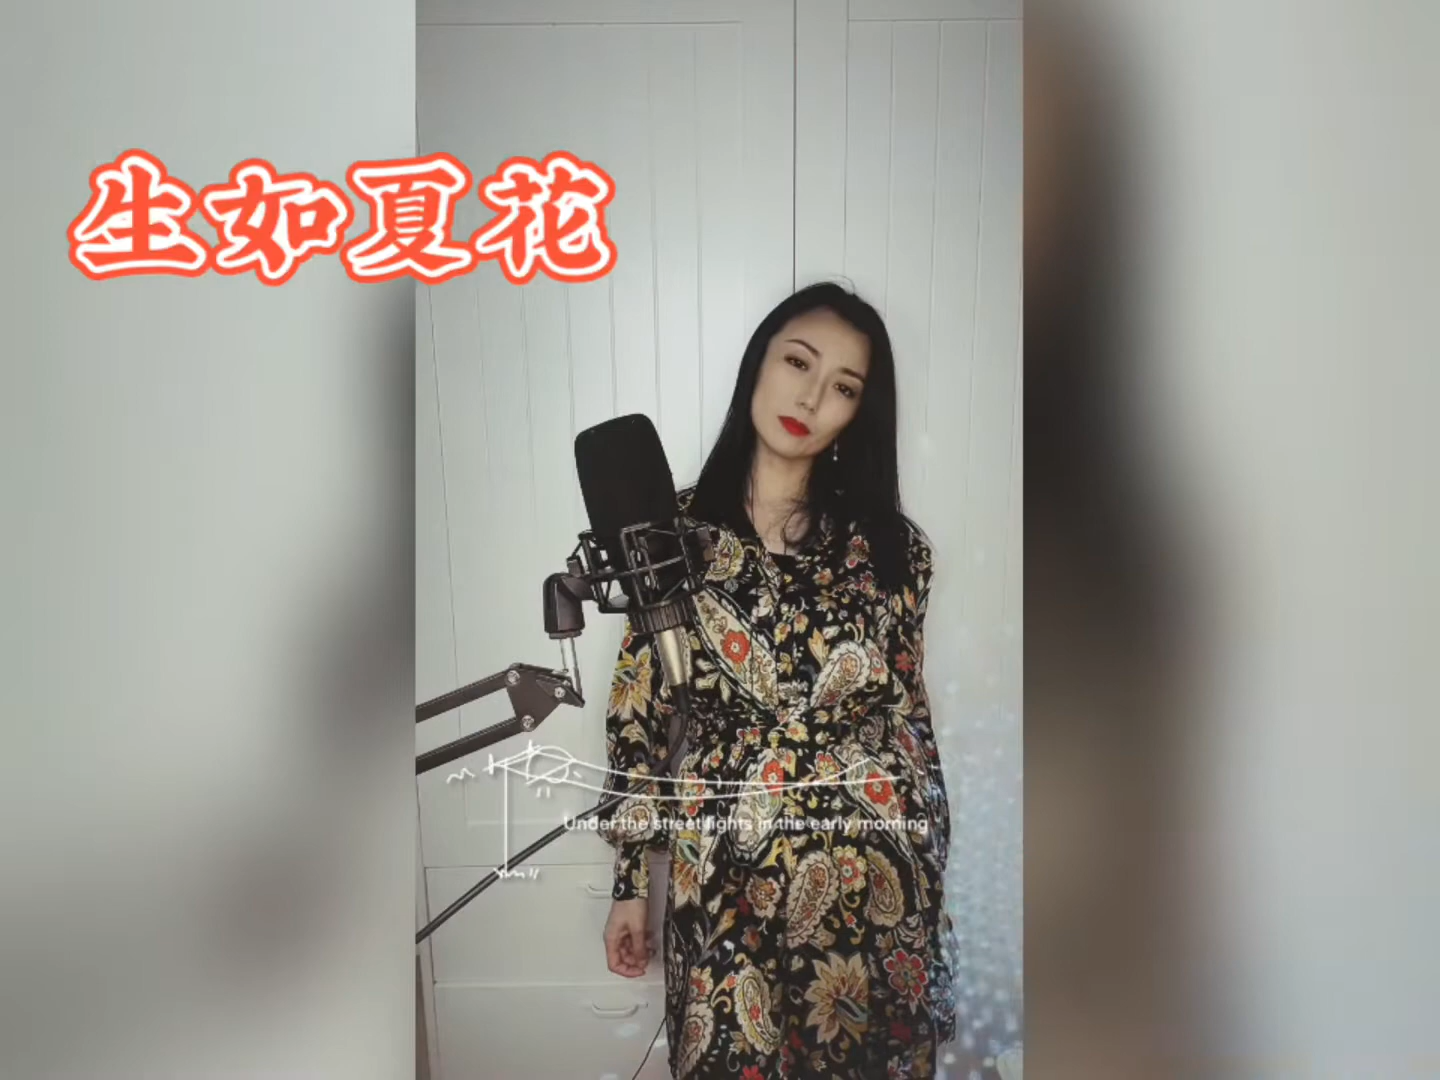 生如夏花
Under the street lights in the early morning